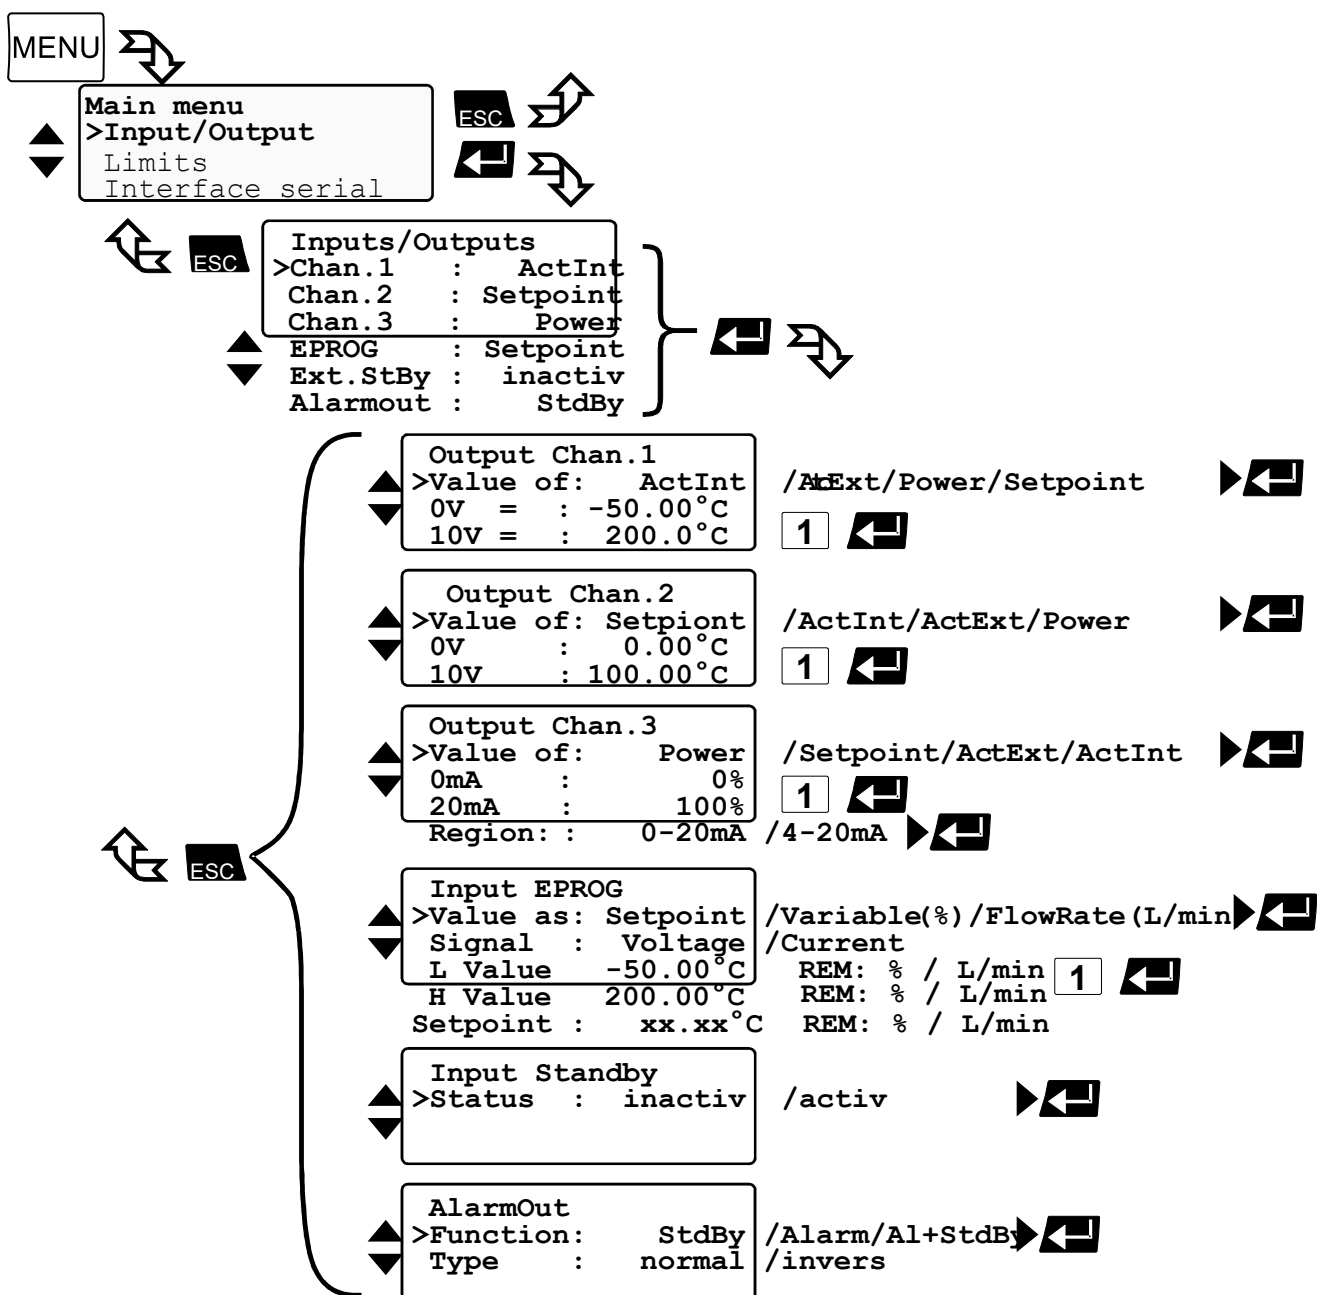 MENU
Main menu
>Input/Output
Limits
Interface serial
ESC
ESC
Inputs/Outputs
>Chan.1 : ActInt
Chan.2 : Setpoint
Chan.3 : Power
EPROG : Setpoint
Ext.StBy : inactiv
Alarmout : StdBy
Output Chan.1
>Value of: ActInt /ActExt/Power/Setpoint
0V = : -50.00°C
10V = : 200.0°C 1
Output Chan.2
>Value of: Setpiont /ActInt/ActExt/Power
0V : 0.00°C
10V : 100.00°C 1
Output Chan.3
>Value of: Power /Setpoint/ActExt/ActInt
0mA : 0%
20mA : 100% 1
Region: : 0-20mA /4-20mA
ESC
Input EPROG
>Value as: Setpoint /Variable(%)/FlowRate(L/min
Signal : Voltage /Current
L Value -50.00°C REM: % / L/min 1
H Value 200.00°C REM: % / L/min
Setpoint : xx.xx°C REM: % / L/min
Input Standby
>Status : inactiv /activ
AlarmOut
>Function: StdBy /Alarm/Al+StdBy
Type : normal /invers